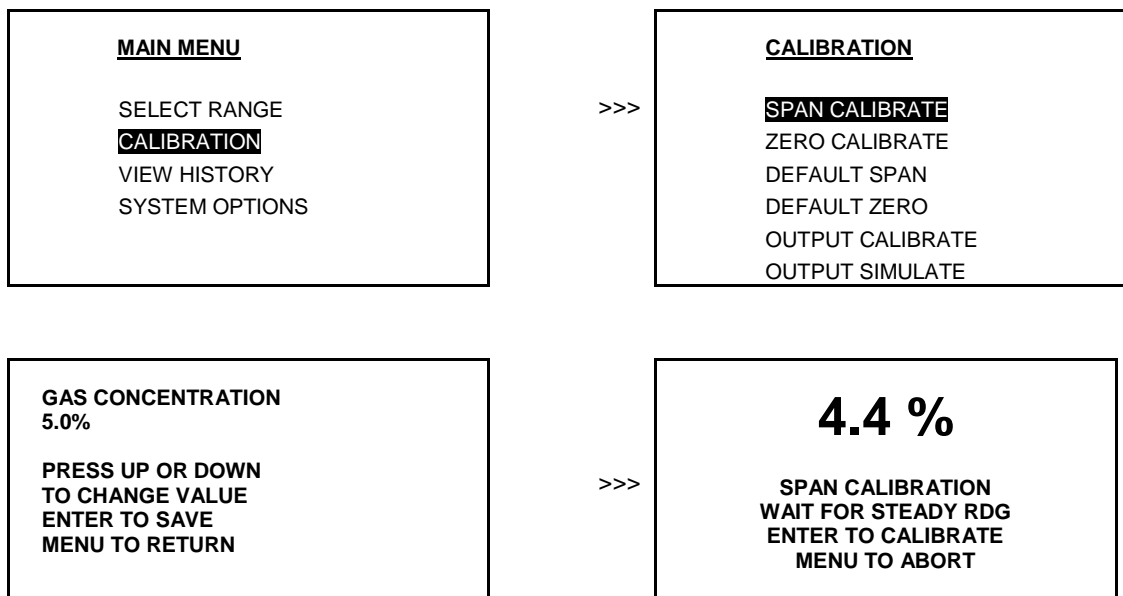 MAIN MENU
SELECT RANGE
CALIBRATION
VIEW HISTORY
SYSTEM OPTIONS
>>>
CALIBRATION
SPAN CALIBRATE
ZERO CALIBRATE
DEFAULT SPAN
DEFAULT ZERO
OUTPUT CALIBRATE
OUTPUT SIMULATE
GAS CONCENTRATION
5.0%
PRESS UP OR DOWN
TO CHANGE VALUE
ENTER TO SAVE
MENU TO RETURN
>>>
4.4 %
SPAN CALIBRATION
WAIT FOR STEADY RDG
ENTER TO CALIBRATE
MENU TO ABORT